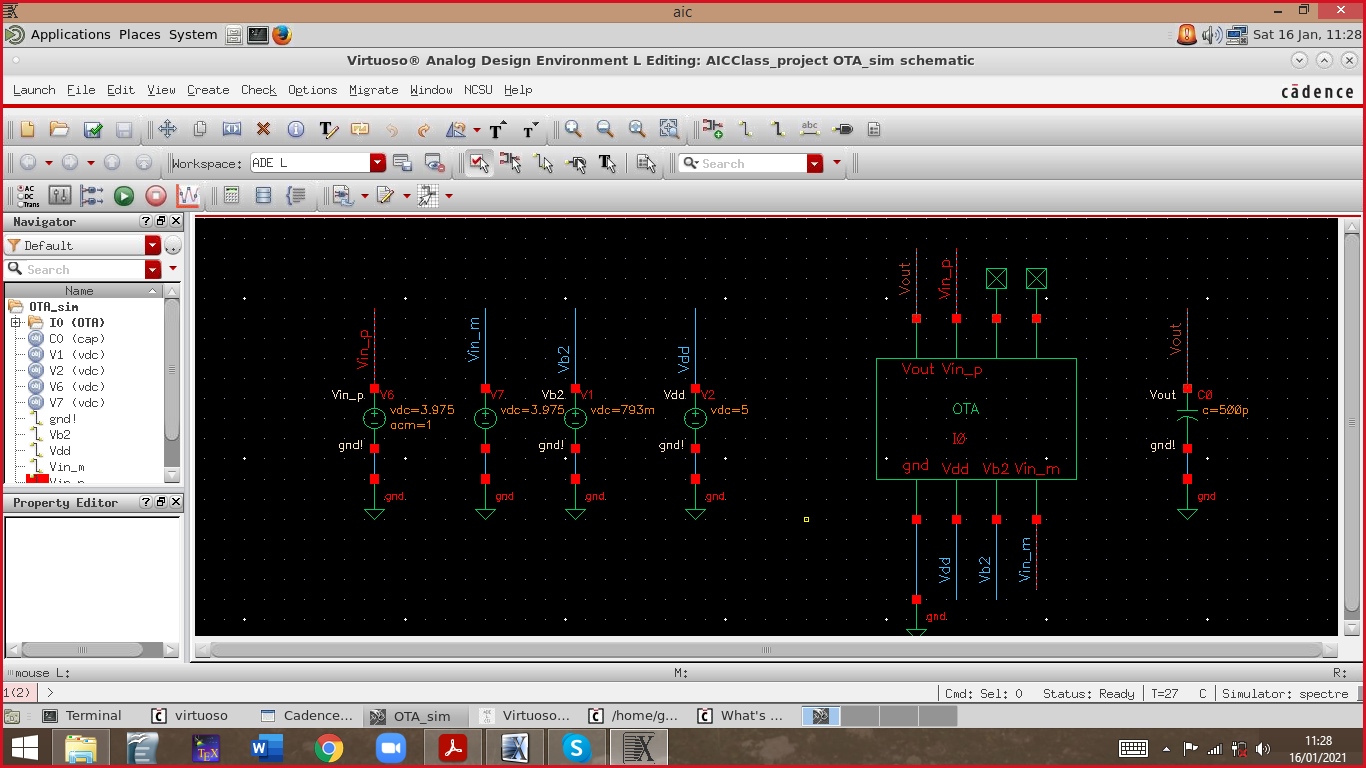 aic
Applications Places System
Sat 16 Jan, 11:28
Virtuoso® Analog Design Environment L Editing: AICClass_project OTA_sim schematic
Launch File Edit View Create Check Options Migrate Window NCSU Help
cādence
abc
Workspace: ADE L
Search
AC
DC
Trans
Navigator
Default
Search
Name
OTA_sim
I0 (OTA)
C0 (cap)
V1 (vdc)
V2 (vdc)
V6 (vdc)
V7 (vdc)
gnd!
Vb2
Vdd
Vin_m
Vin_p
Property Editor
Vin_p
Vin_p
V6
vdc=3.975
acm=1
gnd!
gnd
Vin_m
V7
vdc=3.975
gnd
Vb2
Vb2
V1
vdc=793m
gnd!
gnd
Vdd
Vdd
V2
vdc=5
gnd!
gnd
Vout
Vin_p
Vout Vin_p
OTA
I0
gnd Vdd Vb2 Vin_m
Vdd
Vb2
Vin_m
gnd
Vout
Vout
C0
c=500p
gnd!
gnd
mouse L:
M:
R:
1(2) >
Cmd: Sel: 0 Status: Ready T=27 C Simulator: spectre
Terminal
virtuoso
Cadence...
OTA_sim
Virtuoso...
/home/g...
What's ...
11:28
16/01/2021